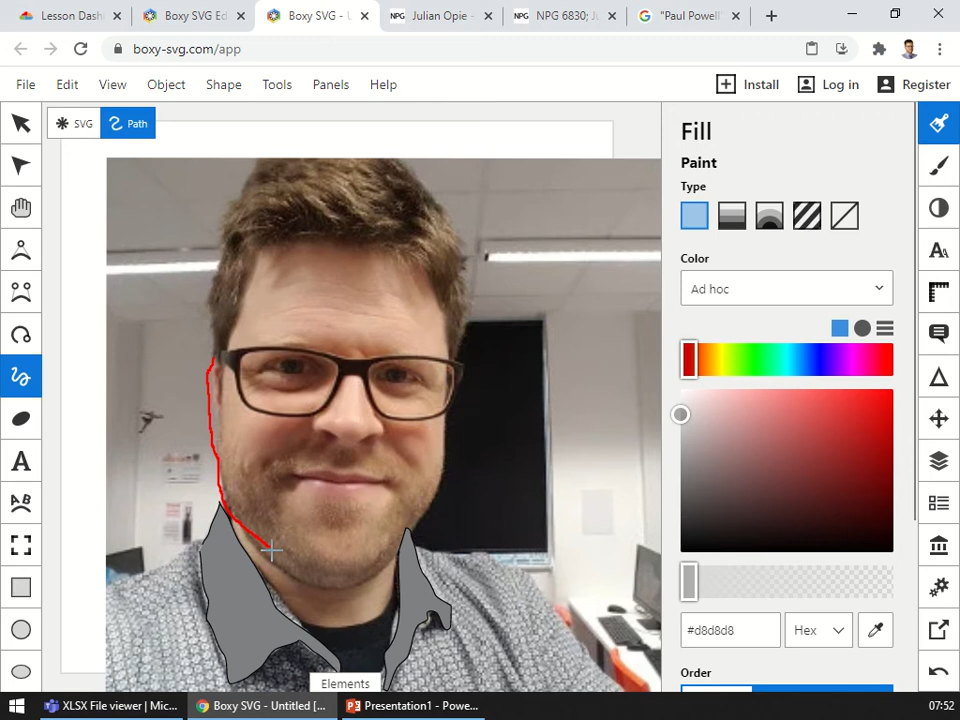 Lesson Dash
Boxy SVG Ed
Boxy SVG - U
Julian Opie -
NPG
NPG 6830; Ju
NPG
"Paul Powell"
boxy-svg.com/app
File Edit View Object Shape Tools Panels Help
Install Log in Register
SVG Path
Fill
Paint
Type
Color
Ad hoc
#d8d8d8 Hex
Order
Elements
XLSX File viewer | Mic...
Boxy SVG - Untitled [...
Presentation1 - Powe...
07:52